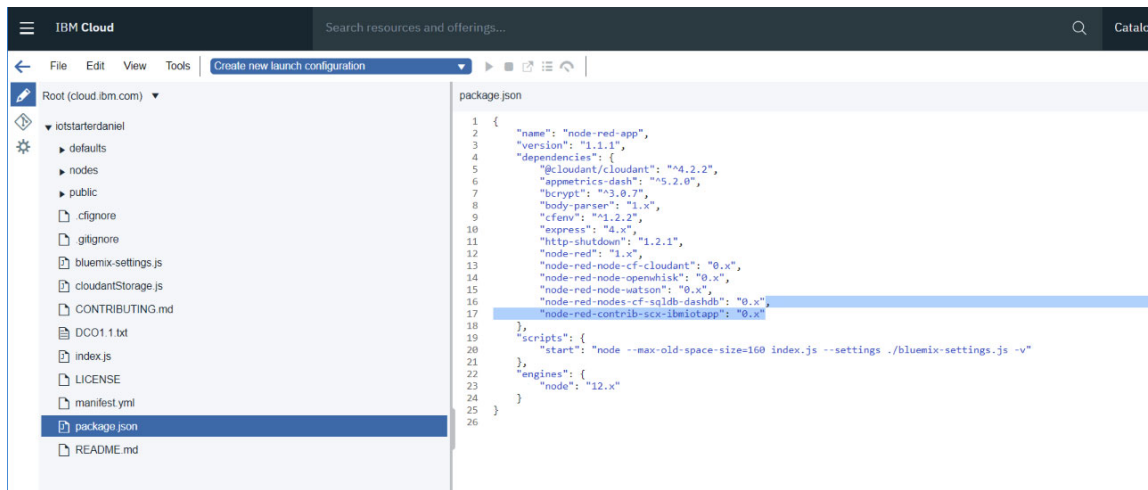 IBM Cloud
Search resources and offerings...
Catalo
File Edit View Tools Create new launch configuration
Root (cloud.ibm.com)
iotstarterdaniel
defaults
nodes
public
.cfignore
.gitignore
bluemix-settings.js
cloudantStorage.js
CONTRIBUTING.md
DCO1.1.txt
index.js
LICENSE
manifest.yml
package.json
README.md
package.json
1 {
2 "name": "node-red-app",
3 "version": "1.1.1",
4 "dependencies": {
5 "@cloudant/cloudant": "^4.2.2",
6 "appmetrics-dash": "^5.2.0",
7 "bcrypt": "^3.0.7",
8 "body-parser": "1.x",
9 "cfenv": "^1.2.2",
10 "express": "4.x",
11 "http-shutdown": "1.2.1",
12 "node-red": "1.x",
13 "node-red-node-cf-cloudant": "0.x",
14 "node-red-node-openwhisk": "0.x",
15 "node-red-node-watson": "0.x",
16 "node-red-nodes-cf-sqldb-dashdb": "0.x",
17 "node-red-contrib-scx-ibmiotapp": "0.x"
18 },
19 "scripts": {
20 "start": "node --max-old-space-size=160 index.js --settings ./bluemix-settings.js -v"
21 },
22 "engines": {
23 "node": "12.x"
24 }
25 }
26